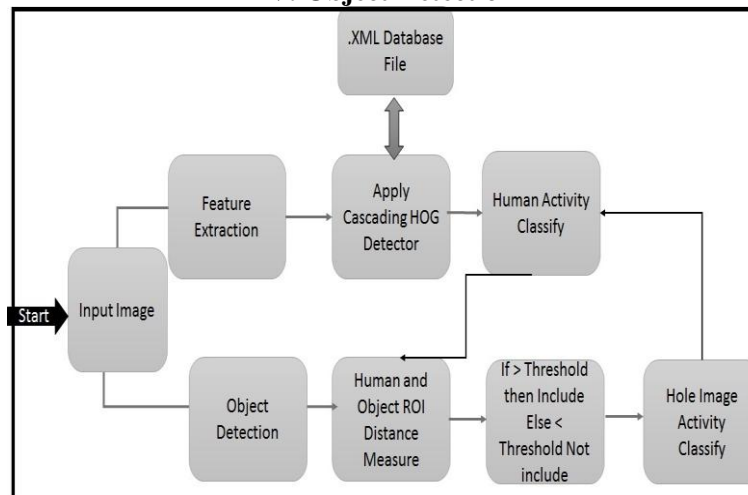 .XML Database
File
Feature
Extraction
Apply
Cascading HOG
Detector
Human Activity
Classify
Start
Input Image
Object
Detection
Human and
Object ROI
Distance
Measure
If > Threshold
then Include
Else <
Threshold Not
include
Hole Image
Activity
Classify